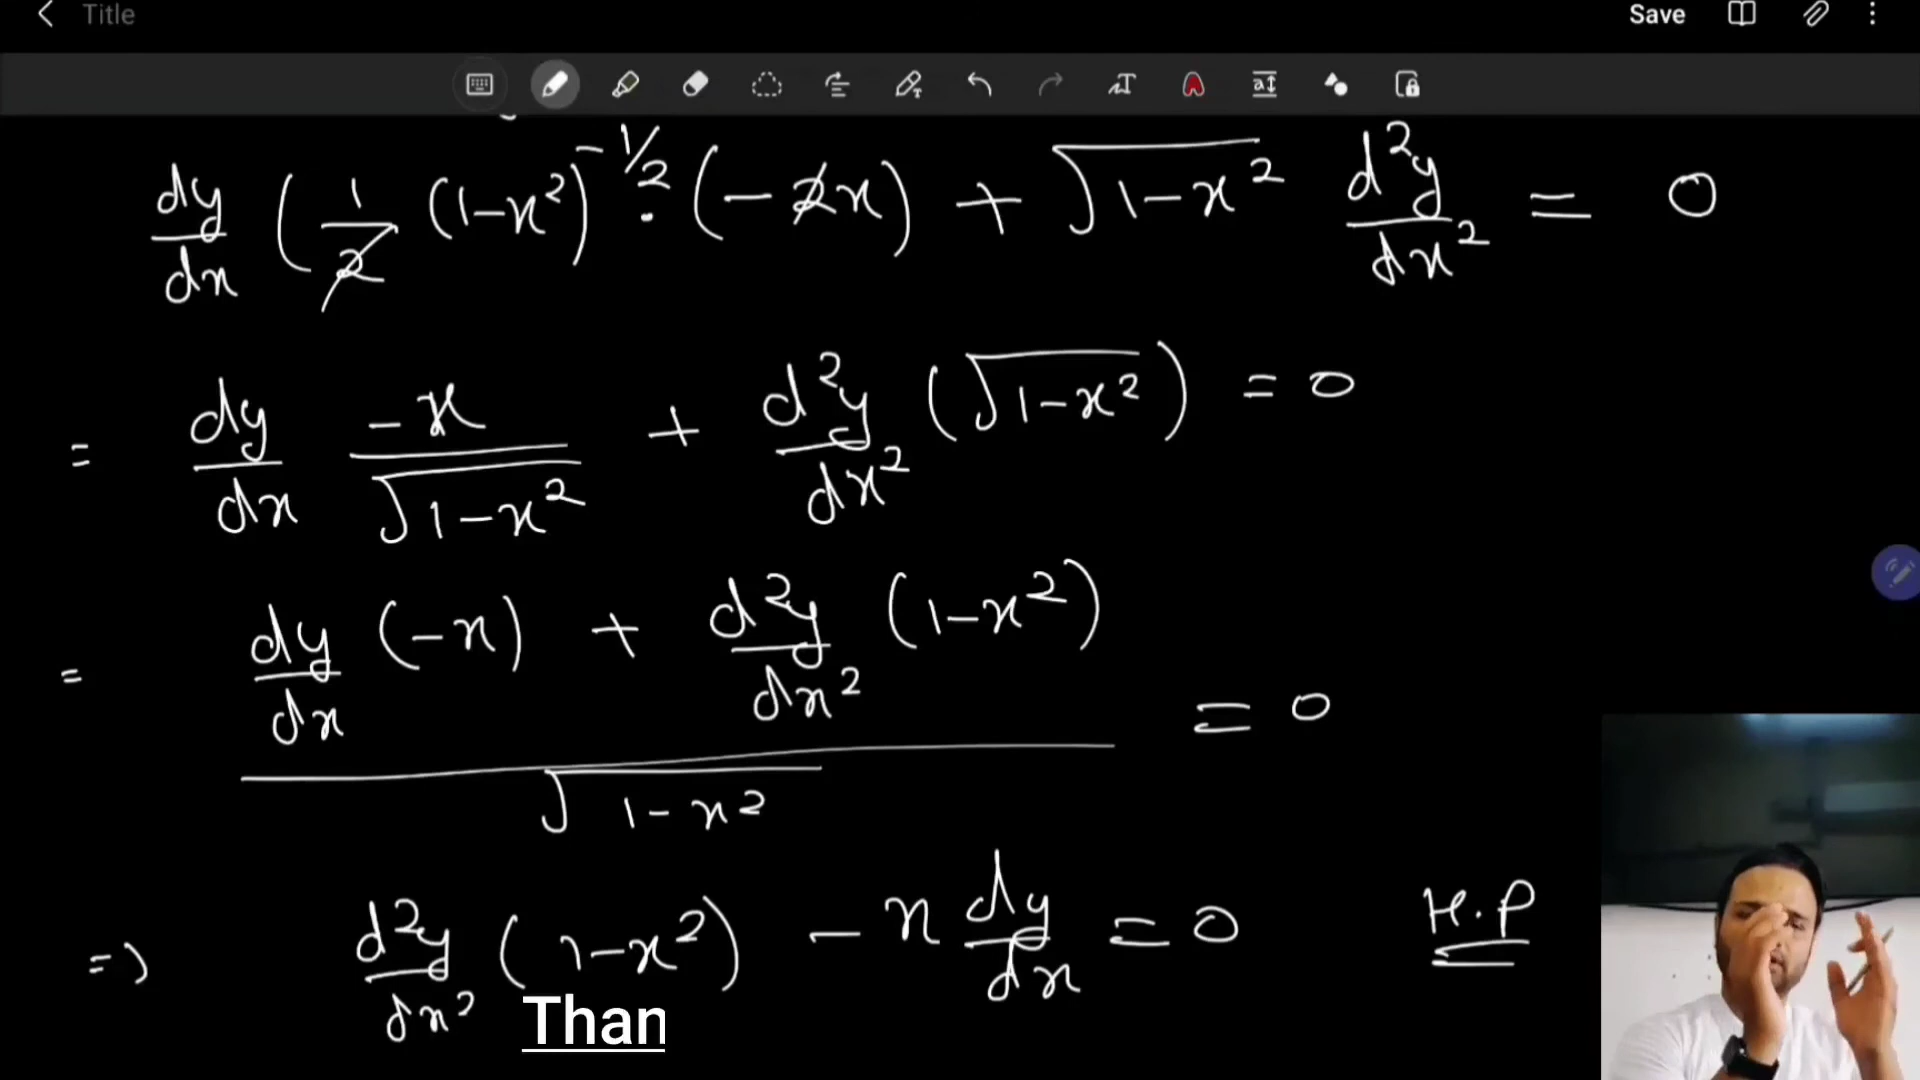 Title
Save
dy/dx (1/2 (1-x²)^-1/2 · (-2x) + √1-x² d²y/dx² = 0
= dy/dx -x/√1-x² + d²y/dx² (√1-x²) = 0
= dy/dx (-x) + d²y/dx² (1-x²) / √1-x² = 0
=> d²y/dx² (1-x²) - x dy/dx = 0 H.P
Than